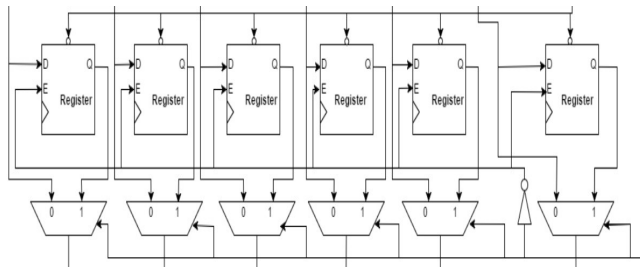 D Q D Q D Q D Q D Q D Q
E E E E E E
Register Register Register Register Register Register
0 1 0 1 0 1 0 1 0 1 0 1